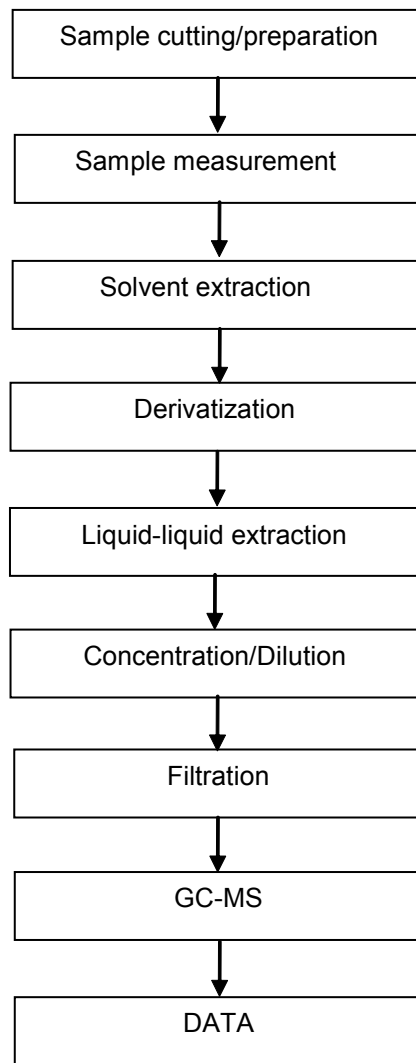 Sample cutting/preparation
Sample measurement
Solvent extraction
Derivatization
Liquid-liquid extraction
Concentration/Dilution
Filtration
GC-MS
DATA